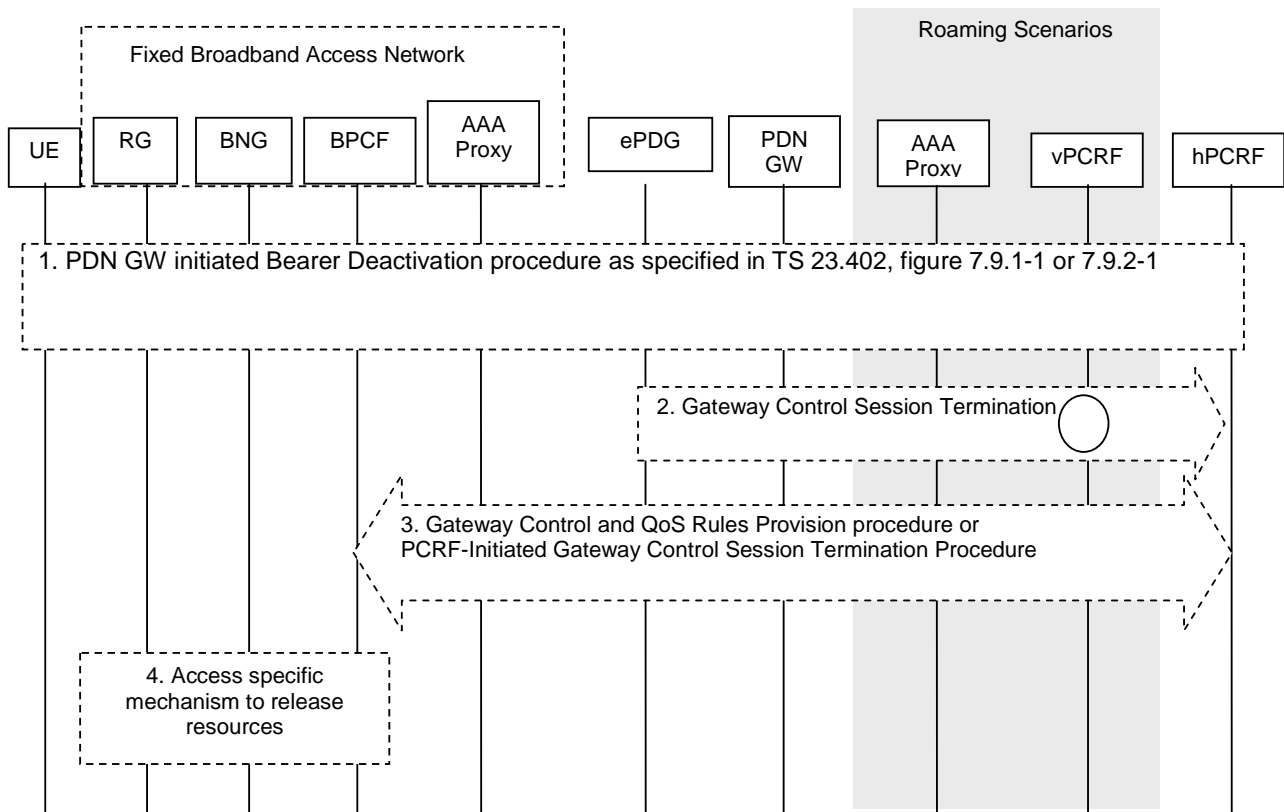 Roaming Scenarios
Fixed Broadband Access Network
UE
RG
BNG
BPCF
AAA
Proxy
ePDG
PDN
GW
AAA
Proxy
vPCRF
hPCRF
1. PDN GW initiated Bearer Deactivation procedure as specified in TS 23.402, figure 7.9.1-1 or 7.9.2-1
2. Gateway Control Session Termination
3. Gateway Control and QoS Rules Provision procedure or
PCRF-Initiated Gateway Control Session Termination Procedure
4. Access specific
mechanism to release
resources